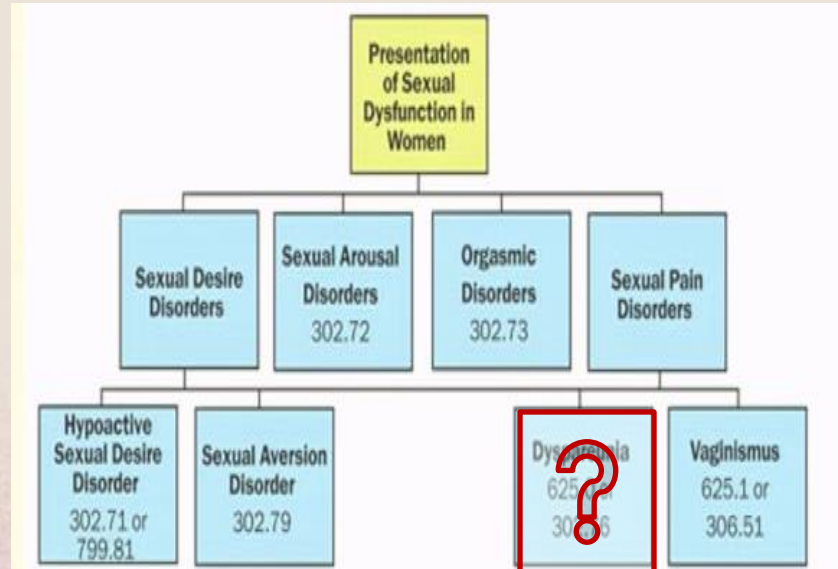 Presentation
of Sexual
Dysfunction in
Women
Sexual Desire
Disorders
Sexual Arousal
Disorders
302.72
Orgasmic
Disorders
302.73
Sexual Pain
Disorders
Hypoactive
Sexual Desire
Disorder
302.71 or
799.81
Sexual Aversion
Disorder
302.79
Dyspareunia
?
Vaginismus
625.1 or
306.51